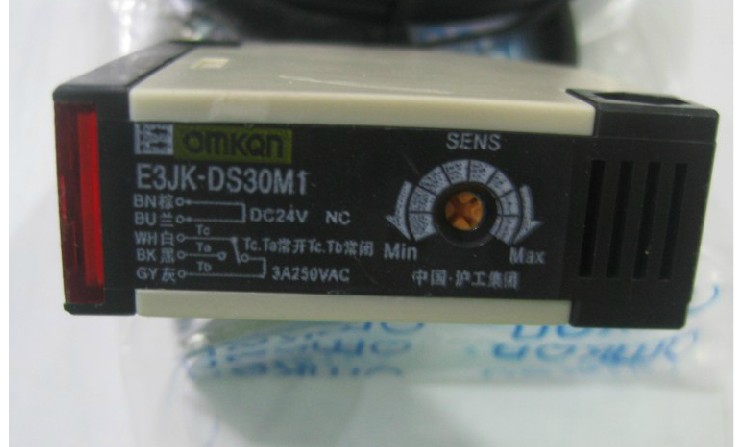 omkan
E3JK-DS30M1
BN棕 DC24V NC
BU兰
WH白 Tc
BK黑 Ta Tc.Ta常开Tc.Tb常闭
GY灰 Tb 3A250VAC
SENS
Min Max
中国·沪工集团
omkan